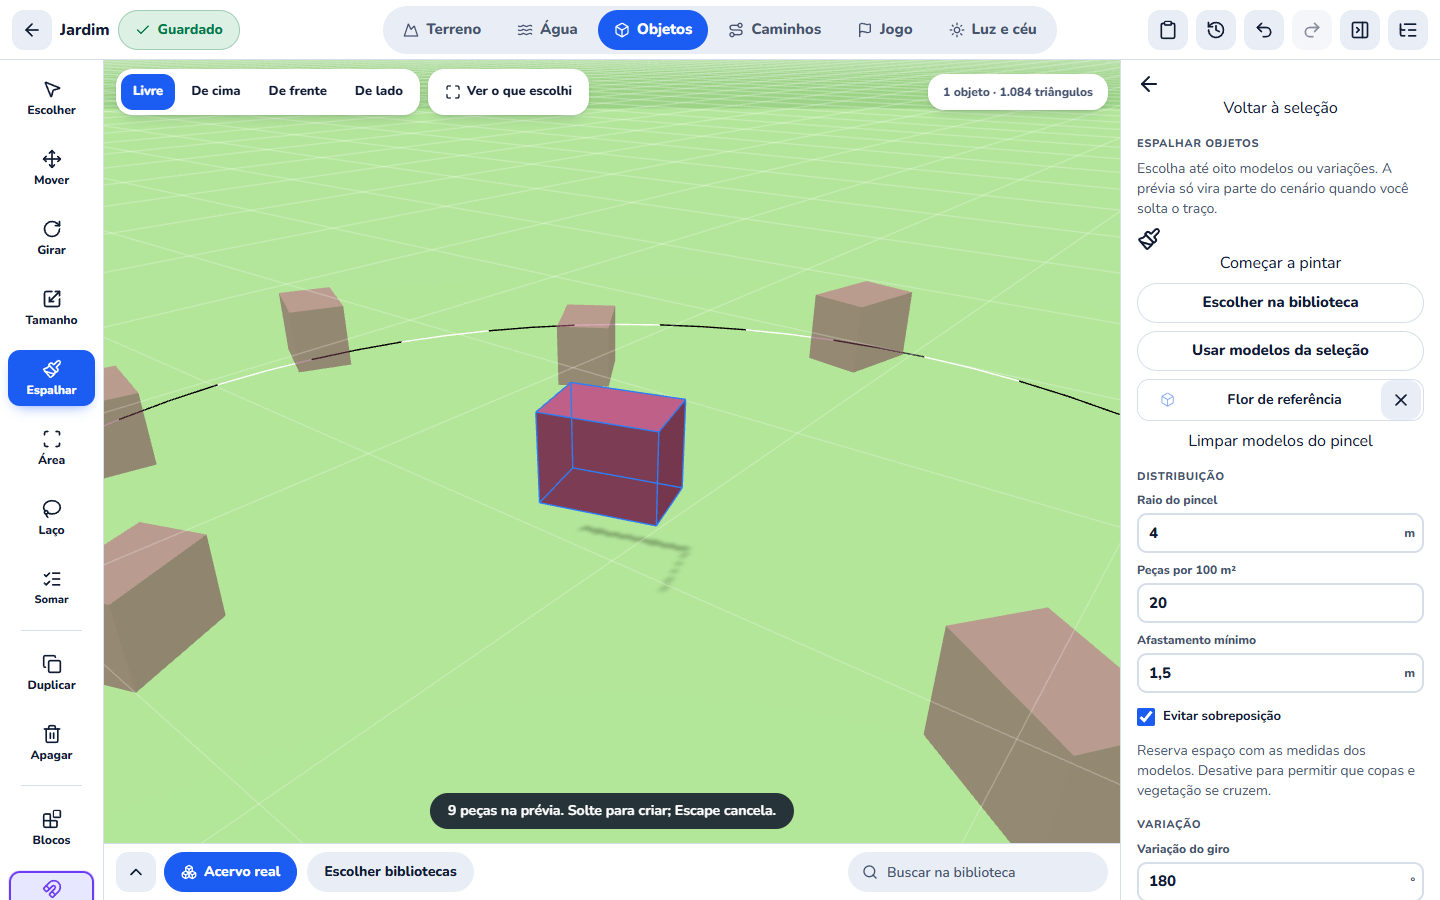 Jardim
Guardado
Terreno
Água
Objetos
Caminhos
Jogo
Luz e céu
Escolher
Mover
Girar
Tamanho
Espalhar
Área
Laço
Somar
Duplicar
Apagar
Blocos
Livre
De cima
De frente
De lado
Ver o que escolhi
1 objeto · 1.084 triângulos
9 peças na prévia. Solte para criar; Escape cancela.
Acervo real
Escolher bibliotecas
Buscar na biblioteca
Voltar à seleção
ESPALHAR OBJETOS
Escolha até oito modelos ou variações. A
prévia só vira parte do cenário quando você
solta o traço.
Começar a pintar
Escolher na biblioteca
Usar modelos da seleção
Flor de referência
Limpar modelos do pincel
DISTRIBUIÇÃO
Raio do pincel
4 m
Peças por 100 m²
20
Afastamento mínimo
1,5 m
Evitar sobreposição
Reserva espaço com as medidas dos
modelos. Desative para permitir que copas e
vegetação se cruzem.
VARIAÇÃO
Variação do giro
180 °